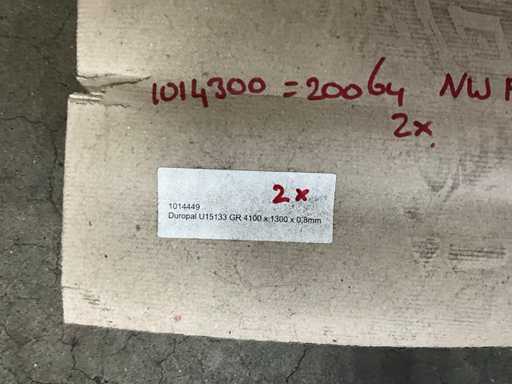 1014300 = 20064 NW
2x
2x
1014449
Duropal U15133 GR 4100 x 1300 x 0,8mm